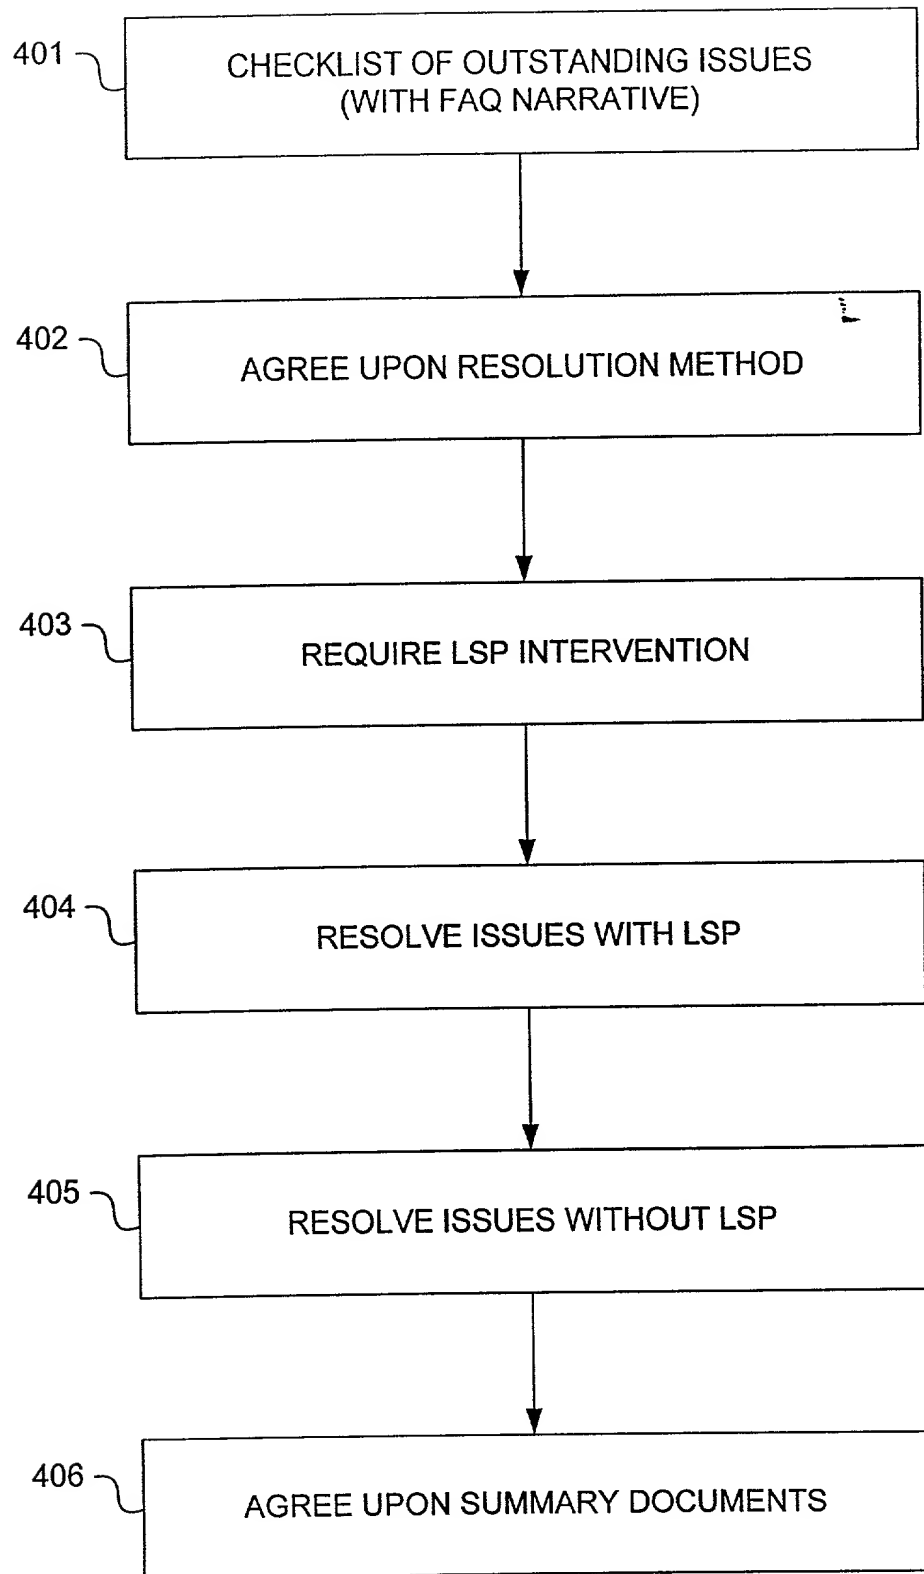 401
CHECKLIST OF OUTSTANDING ISSUES
(WITH FAQ NARRATIVE)
402
AGREE UPON RESOLUTION METHOD
403
REQUIRE LSP INTERVENTION
404
RESOLVE ISSUES WITH LSP
405
RESOLVE ISSUES WITHOUT LSP
406
AGREE UPON SUMMARY DOCUMENTS